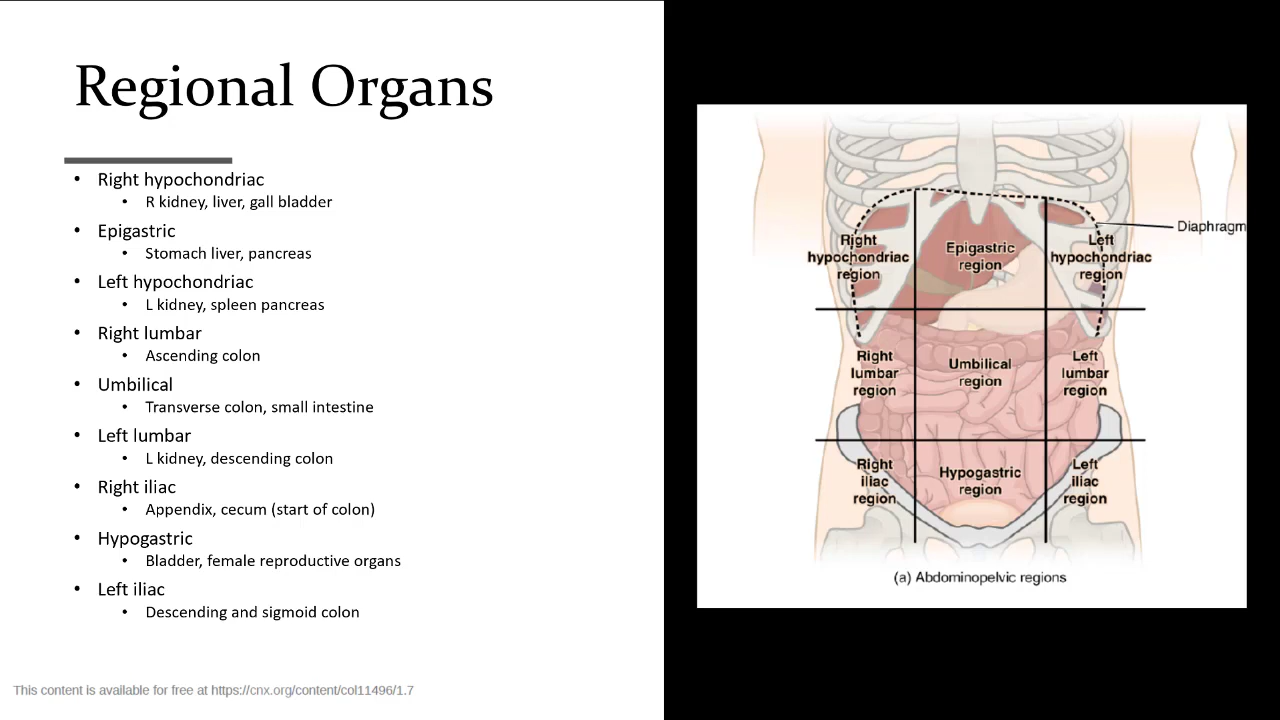 Regional Organs
• Right hypochondriac
• R kidney, liver, gall bladder
• Epigastric
• Stomach liver, pancreas
• Left hypochondriac
• L kidney, spleen pancreas
• Right lumbar
• Ascending colon
• Umbilical
• Transverse colon, small intestine
• Left lumbar
• L kidney, descending colon
• Right iliac
• Appendix, cecum (start of colon)
• Hypogastric
• Bladder, female reproductive organs
• Left iliac
• Descending and sigmoid colon
This content is available for free at https://cnx.org/content/col11496/1.7
Diaphragm
Right
hypochondriac
region
Epigastric
region
Left
hypochondriac
region
Right
lumbar
region
Umbilical
region
Left
lumbar
region
Right
iliac
region
Hypogastric
region
Left
iliac
region
(a) Abdominopelvic regions